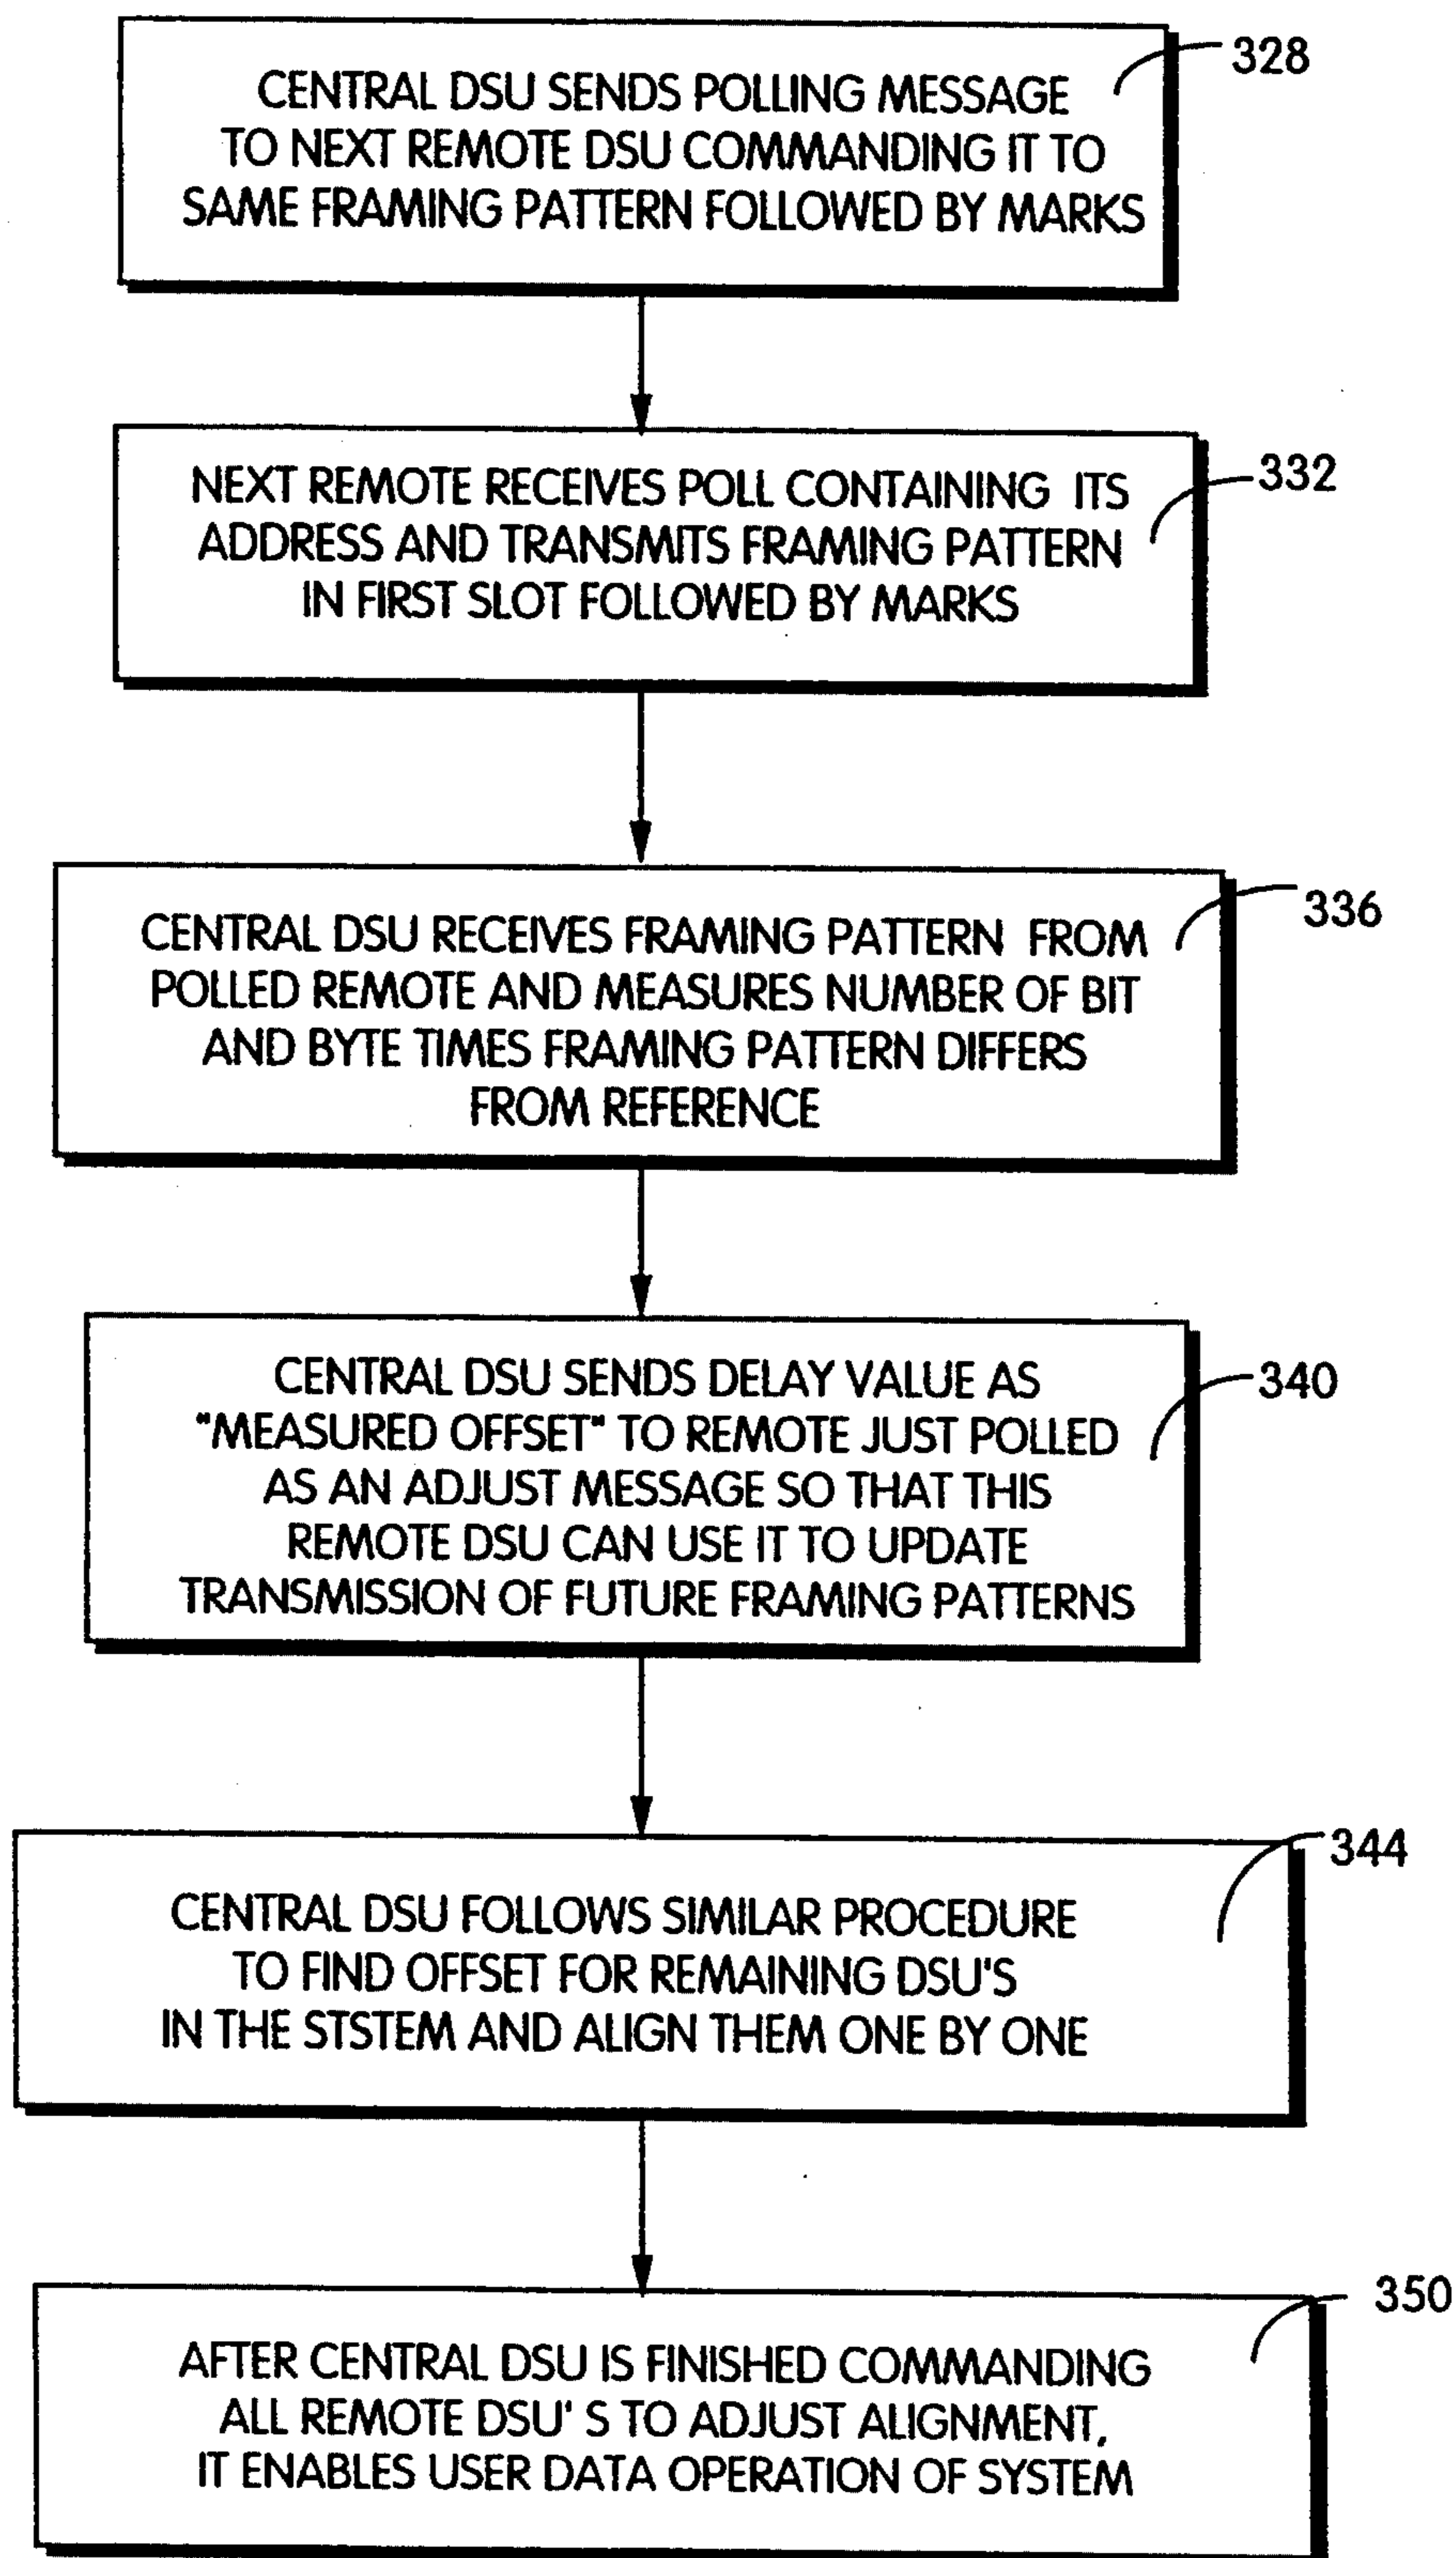 CENTRAL DSU SENDS POLLING MESSAGE
TO NEXT REMOTE DSU COMMANDING IT TO
SAME FRAMING PATTERN FOLLOWED BY MARKS
328
NEXT REMOTE RECEIVES POLL CONTAINING ITS
ADDRESS AND TRANSMITS FRAMING PATTERN
IN FIRST SLOT FOLLOWED BY MARKS
332
CENTRAL DSU RECEIVES FRAMING PATTERN FROM
POLLED REMOTE AND MEASURES NUMBER OF BIT
AND BYTE TIMES FRAMING PATTERN DIFFERS
FROM REFERENCE
336
CENTRAL DSU SENDS DELAY VALUE AS
"MEASURED OFFSET" TO REMOTE JUST POLLED
AS AN ADJUST MESSAGE SO THAT THIS
REMOTE DSU CAN USE IT TO UPDATE
TRANSMISSION OF FUTURE FRAMING PATTERNS
340
CENTRAL DSU FOLLOWS SIMILAR PROCEDURE
TO FIND OFFSET FOR REMAINING DSU'S
IN THE STSTEM AND ALIGN THEM ONE BY ONE
344
AFTER CENTRAL DSU IS FINISHED COMMANDING
ALL REMOTE DSU' S TO ADJUST ALIGNMENT,
IT ENABLES USER DATA OPERATION OF SYSTEM
350